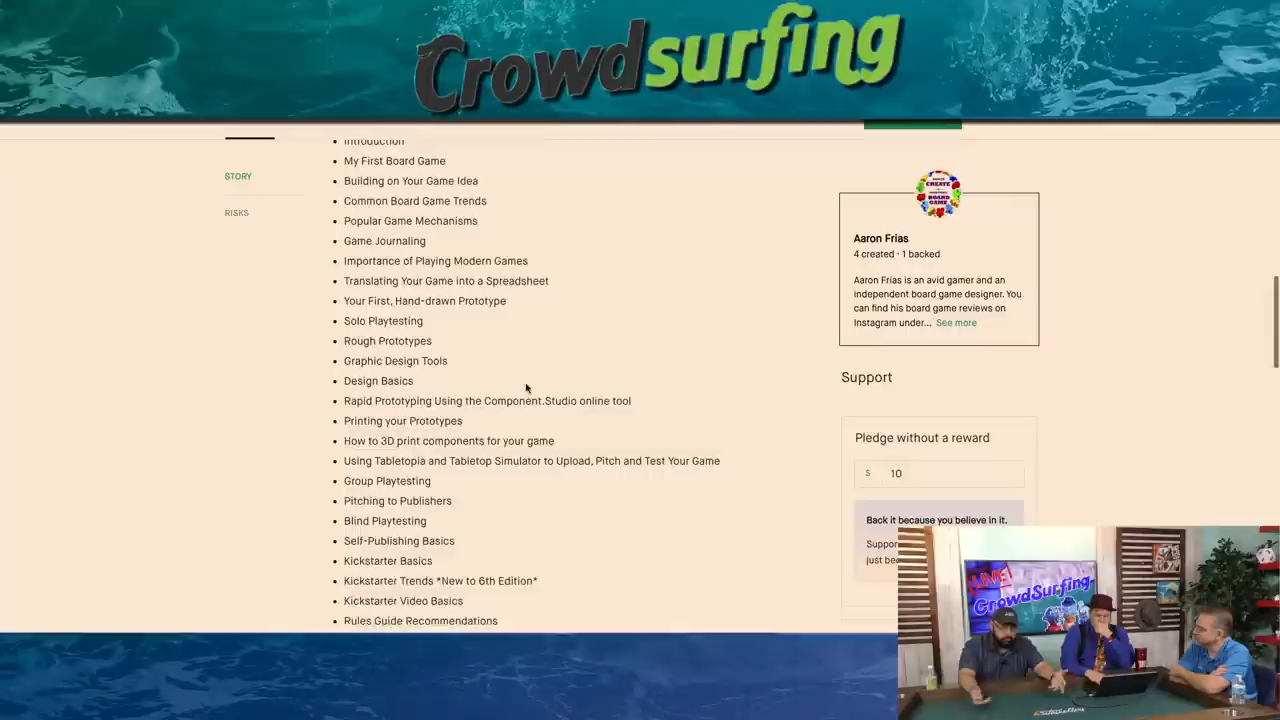 Crowdsurfing
STORY
RISKS
Introduction
My First Board Game
Building on Your Game Idea
Common Board Game Trends
Popular Game Mechanisms
Game Journaling
Importance of Playing Modern Games
Translating Your Game into a Spreadsheet
Your First, Hand-drawn Prototype
Solo Playtesting
Rough Prototypes
Graphic Design Tools
Design Basics
Rapid Prototyping Using the Component.Studio online tool
Printing your Prototypes
How to 3D print components for your game
Using Tabletopia and Tabletop Simulator to Upload, Pitch and Test Your Game
Group Playtesting
Pitching to Publishers
Blind Playtesting
Self-Publishing Basics
Kickstarter Basics
Kickstarter Trends *New to 6th Edition*
Kickstarter Video Basics
Rules Guide Recommendations
CREATE
BOARD
GAME
Aaron Frias
4 created · 1 backed
Aaron Frias is an avid gamer and an
independent board game designer. You
can find his board game reviews on
Instagram under... See more
Support
Pledge without a reward
$ 10
Back it because you believe in it.
LIVE!
CrowdSurfing